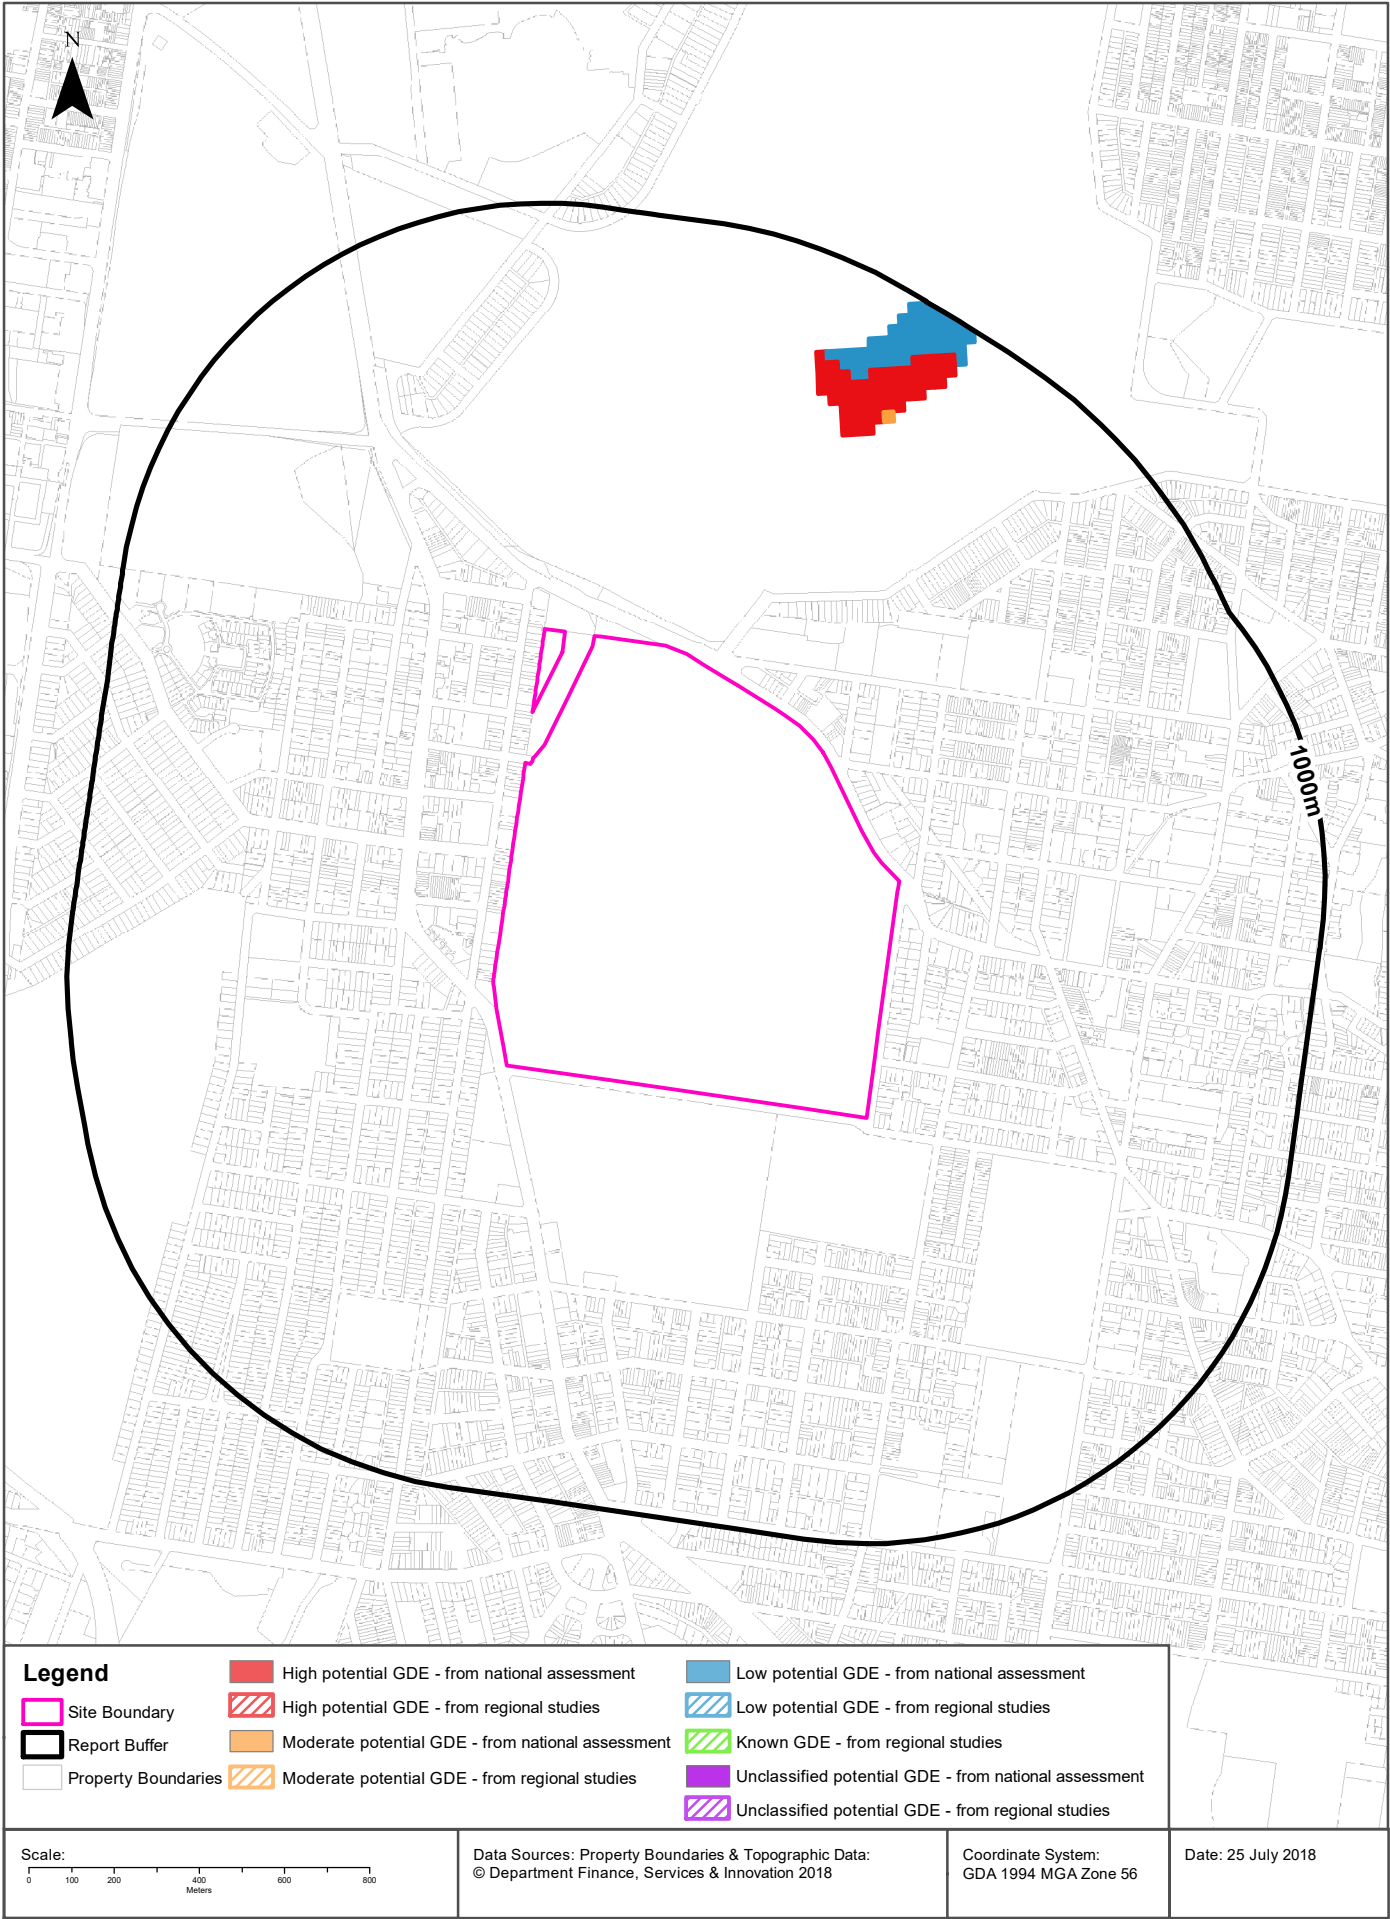 N
1000m
Legend
Site Boundary
Report Buffer
Property Boundaries
High potential GDE - from national assessment
High potential GDE - from regional studies
Moderate potential GDE - from national assessment
Moderate potential GDE - from regional studies
Low potential GDE - from national assessment
Low potential GDE - from regional studies
Known GDE - from regional studies
Unclassified potential GDE - from national assessment
Unclassified potential GDE - from regional studies
Scale:
0 100 200 400 600 800
Meters
Data Sources: Property Boundaries & Topographic Data:
© Department Finance, Services & Innovation 2018
Coordinate System:
GDA 1994 MGA Zone 56
Date: 25 July 2018